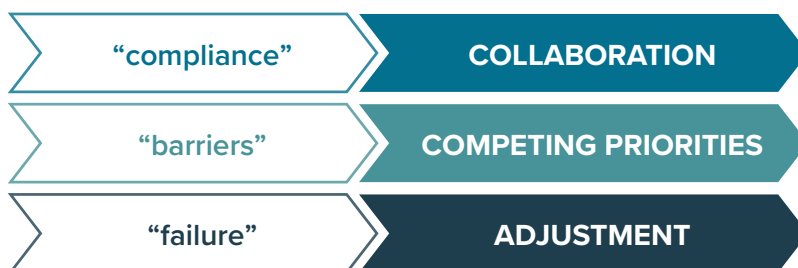 “compliance” COLLABORATION
“barriers” COMPETING PRIORITIES
“failure” ADJUSTMENT